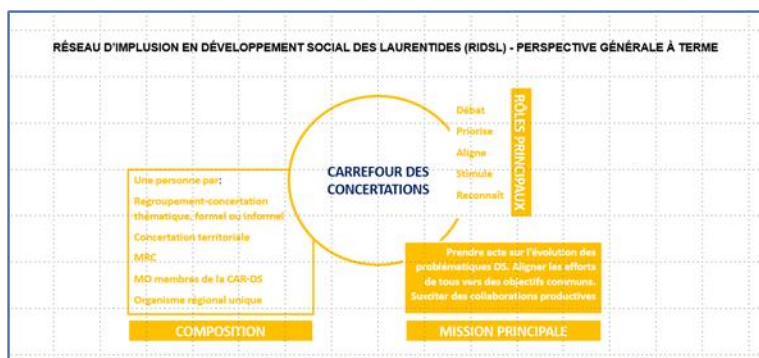 RÉSEAU D'IMPLUSION EN DÉVELOPPEMENT SOCIAL DES LAURENTIDES (RIDSL) - PERSPECTIVE GÉNÉRALE À TERME
CARREFOUR DES
CONCERTATIONS
Débat
Priorise
Aligne
Stimule
Reconnaît
RÔLES PRINCIPAUX
Une personne par:
Regroupement-concertation
thématique, formel ou informel
Concertation territoriale
MRC
MO membres de la CAR-DS
Organisme régional unique
COMPOSITION
Prendre acte sur l'évolution des
problématiques DS. Aligner les efforts
de tous vers des objectifs communs.
Susciter des collaborations productives
MISSION PRINCIPALE